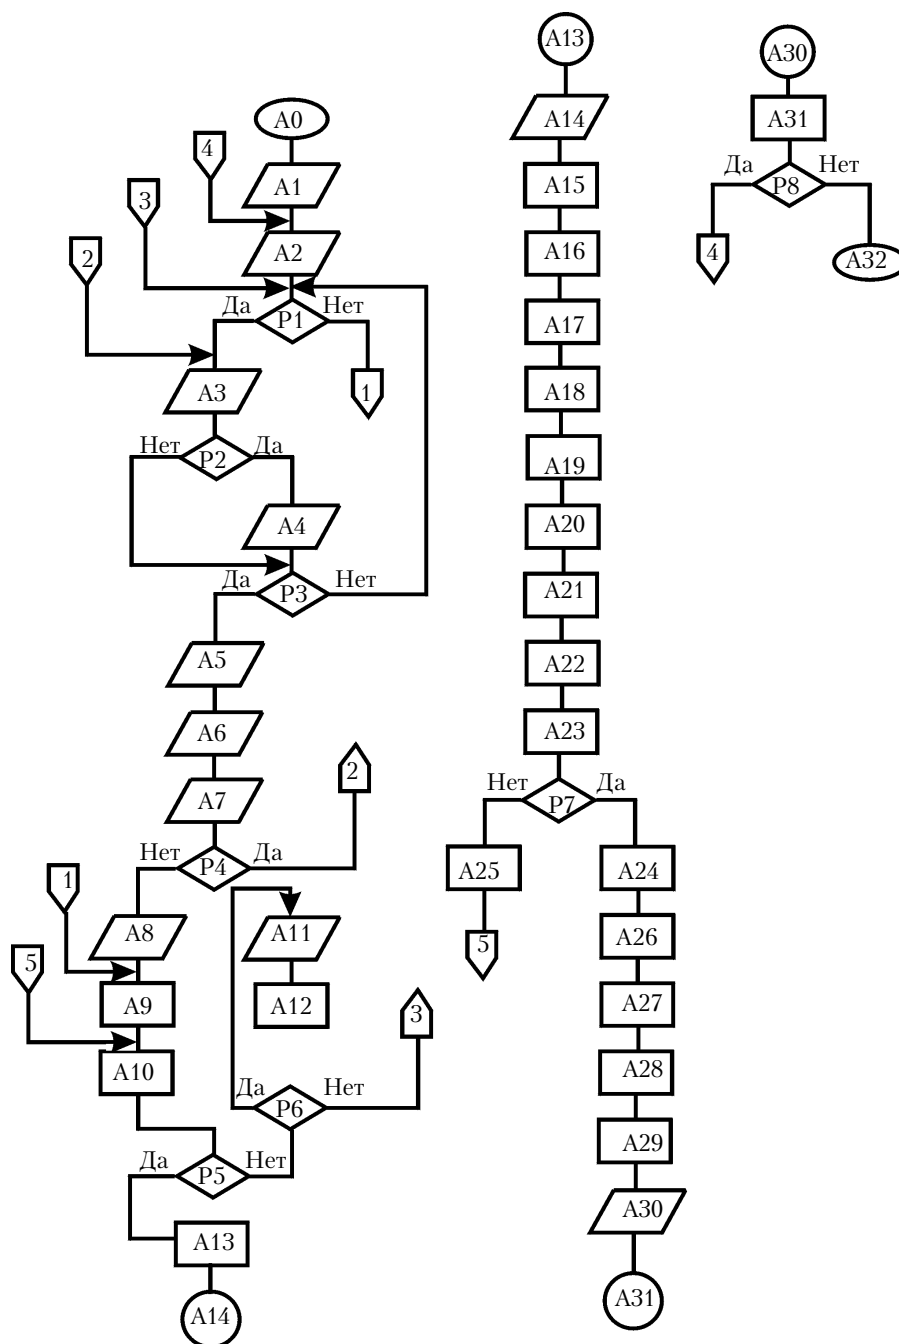 A0
4
A1
3
A2
2
Да
Нет
P1
A3
1
Нет
Да
P2
A4
Да
Нет
P3
A5
A6
2
A7
Нет
Да
P4
1
A8
A11
5
A9
A12
3
A10
Да
Нет
P6
Да
Нет
P5
A13
A14
A13
A14
A15
A16
A17
A18
A19
A20
A21
A22
A23
Нет
Да
P7
A25
A24
5
A26
A27
A28
A29
A30
A31
A30
A31
Да
Нет
P8
4
A32